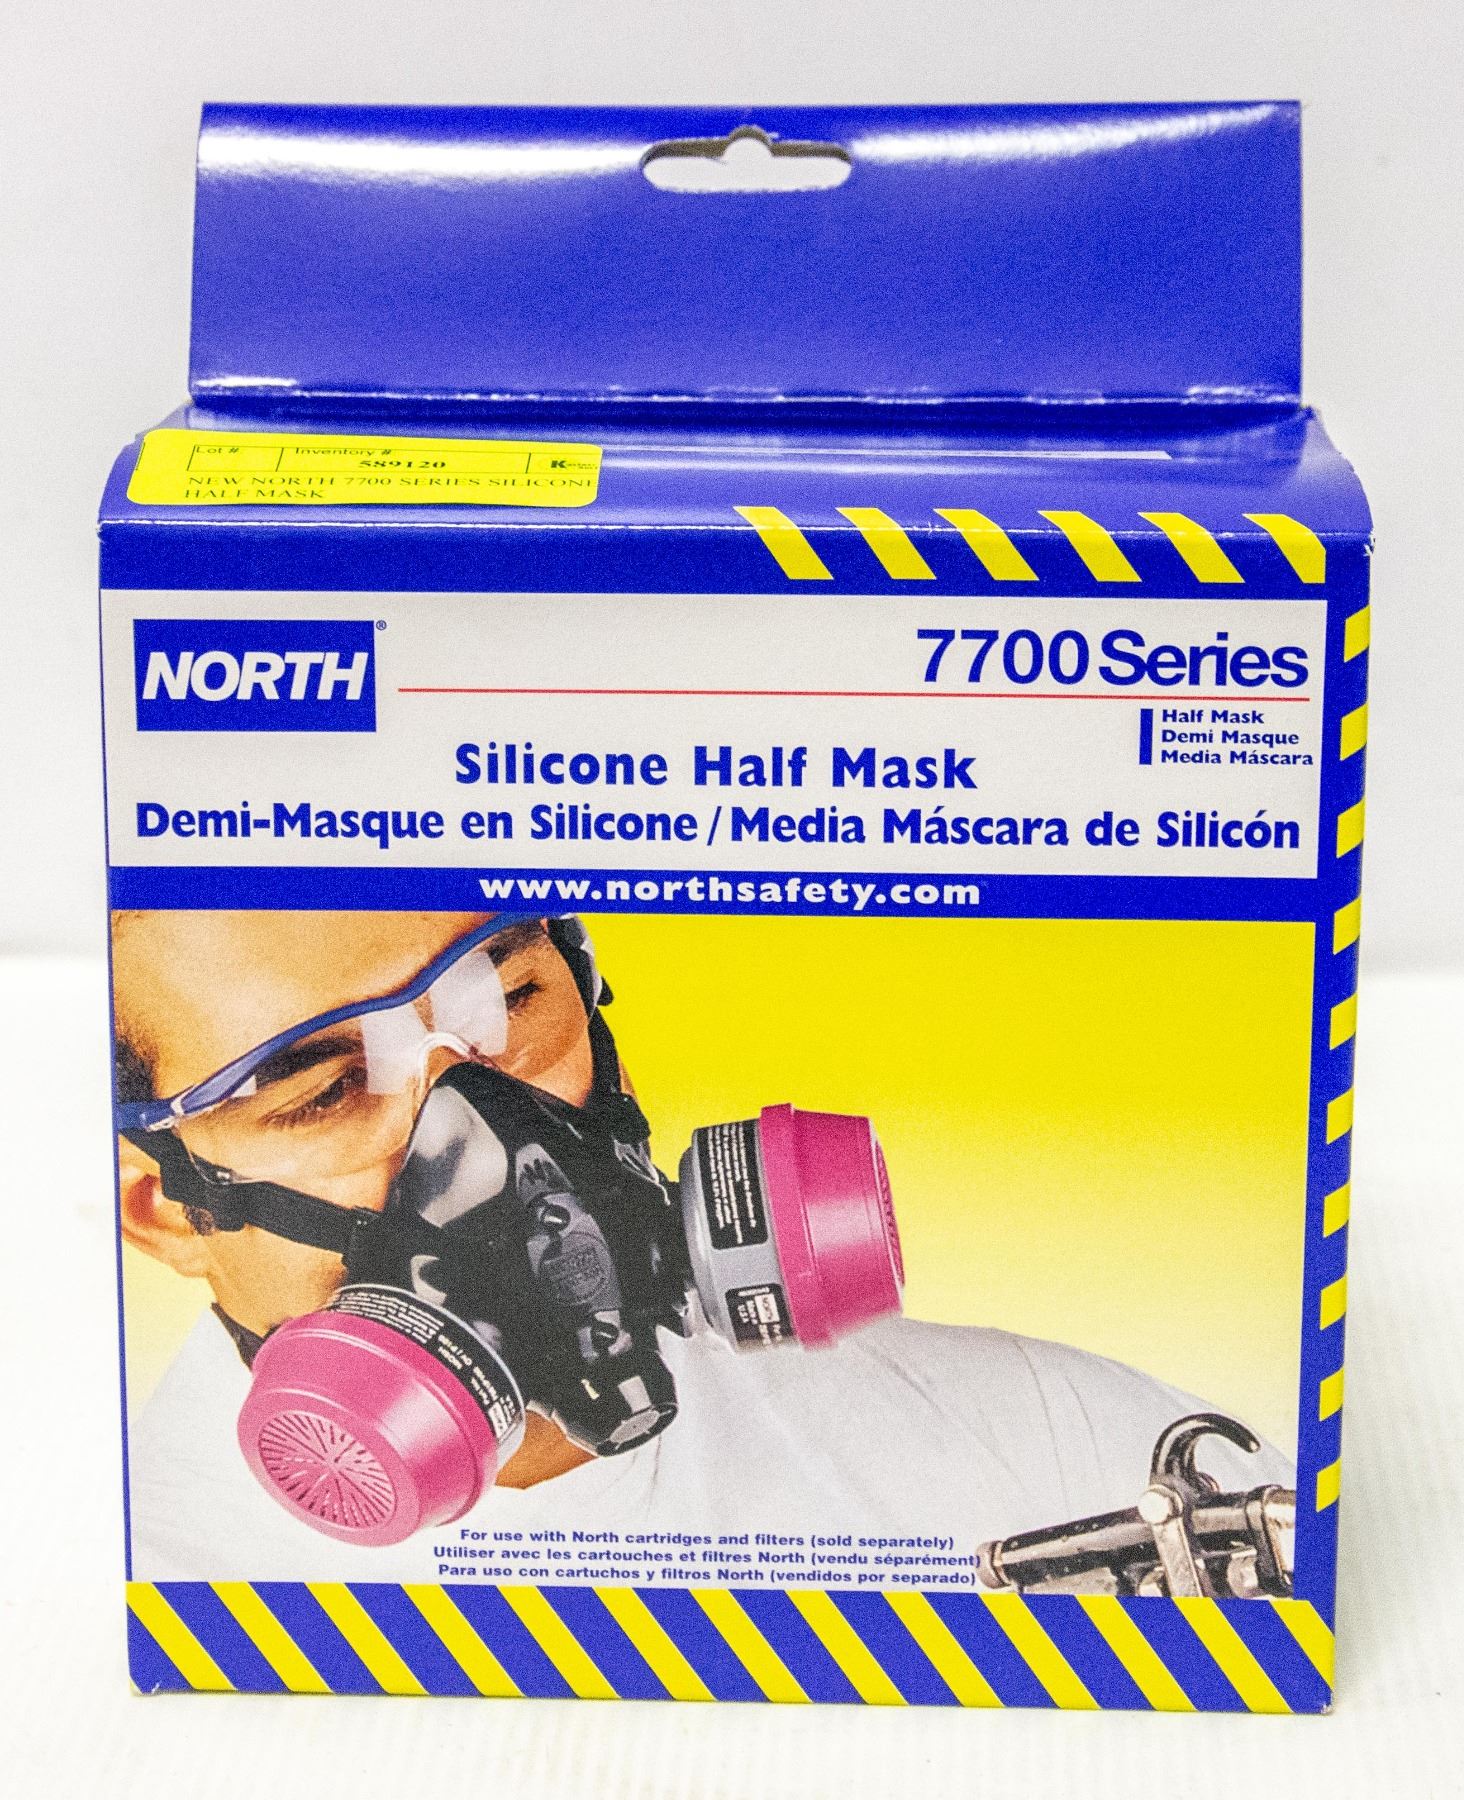 Lot #
Inventory #
589120
NEW NORTH 7700 SERIES SILICONE
HALF MASK
NORTH®
7700 Series
Half Mask
Demi Masque
Media Máscara
Silicone Half Mask
Demi-Masque en Silicone / Media Máscara de Silicón
www.northsafety.com
For use with North cartridges and filters (sold separately)
Utiliser avec les cartouches et filtres North (vendu séparément)
Para uso con cartuchos y filtros North (vendidos por separado)